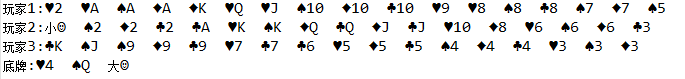 玩家1:♥2 ♥A ♠A ♦A ♦K ♥Q ♥J ♠10 ♦10 ♣10 ♥9 ♥8 ♠8 ♣8 ♠7 ♦7 ♠5
玩家2:小☺ ♠2 ♦2 ♣2 ♣A ♥K ♠K ♦Q ♣Q ♦J ♣J ♥10 ♦8 ♥6 ♠6 ♦6 ♣3
玩家3:♣K ♠J ♠9 ♦9 ♣9 ♥7 ♣7 ♣6 ♥5 ♦5 ♣5 ♠4 ♦4 ♣4 ♥3 ♠3 ♦3
底牌:♥4 ♠Q 大☺